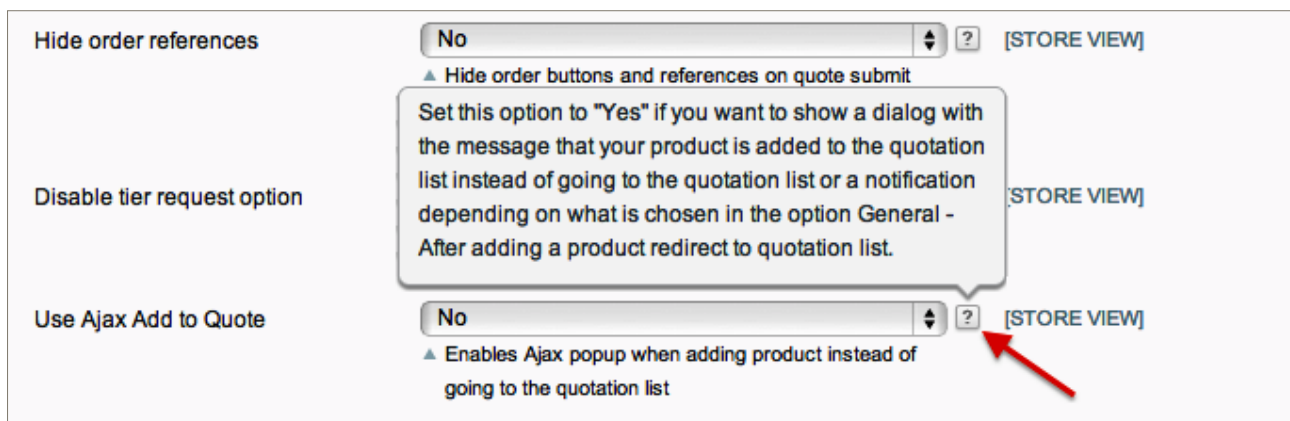 Hide order references No ? [STORE VIEW]
Hide order buttons and references on quote submit
Set this option to "Yes" if you want to show a dialog with
the message that your product is added to the quotation
list instead of going to the quotation list or a notification
depending on what is chosen in the option General -
After adding a product redirect to quotation list.
Disable tier request option STORE VIEW]
Use Ajax Add to Quote No ? [STORE VIEW]
Enables Ajax popup when adding product instead of
going to the quotation list